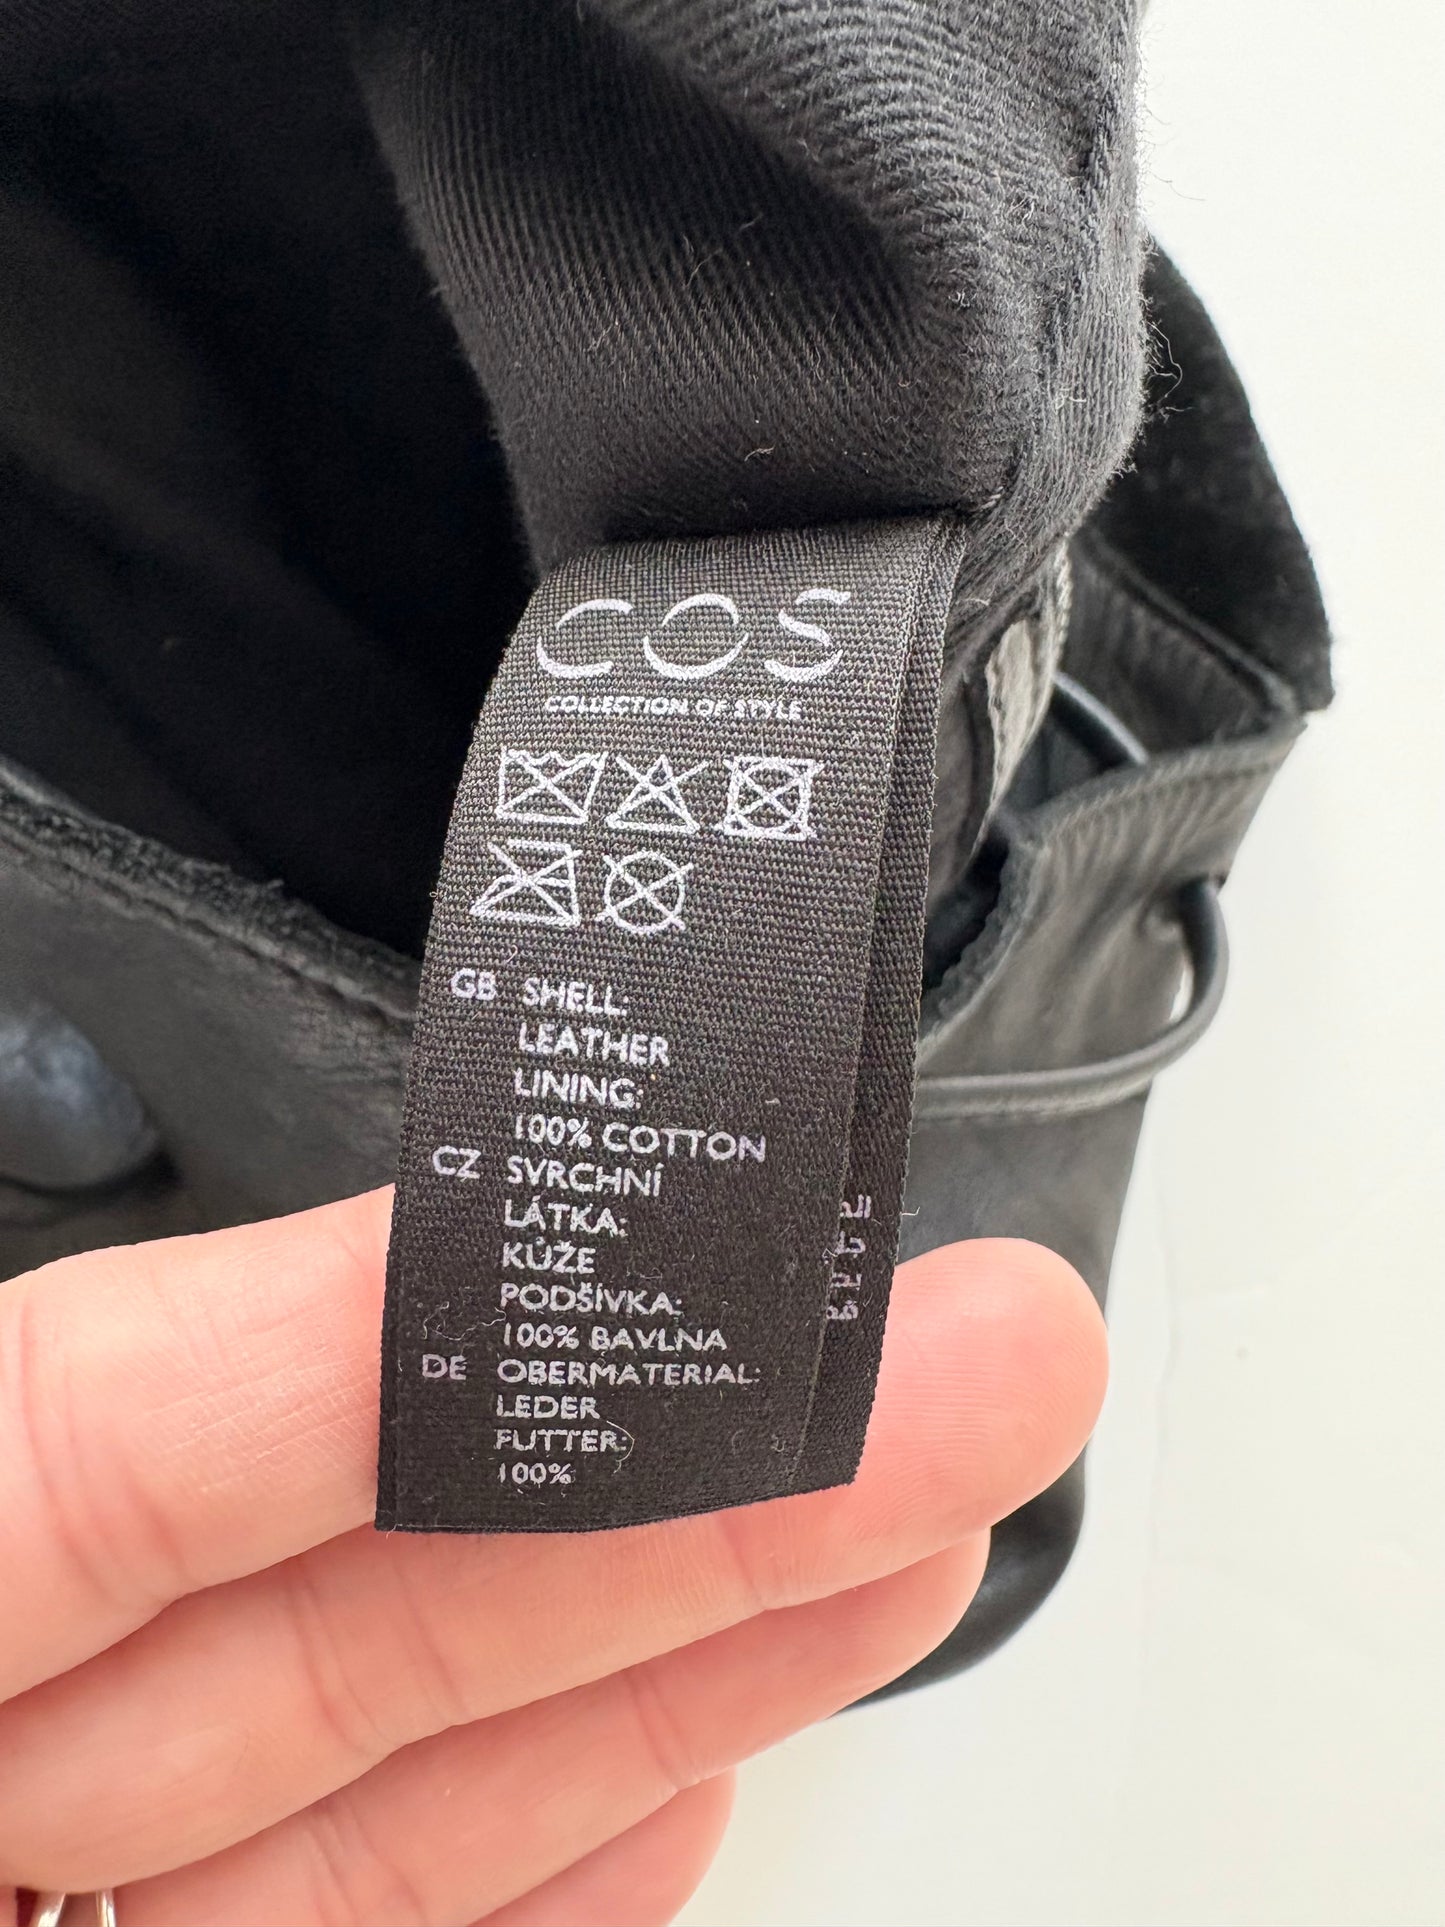 COS
COLLECTION OF STYLE
GB SHELL:
LEATHER
LINING:
100% COTTON
CZ SVRCHNÍ
LÁTKA:
KŮŽE
PODŠÍVKA:
100% BAVLNA
DE OBERMATERIAL:
LEDER
FUTTER:
100%